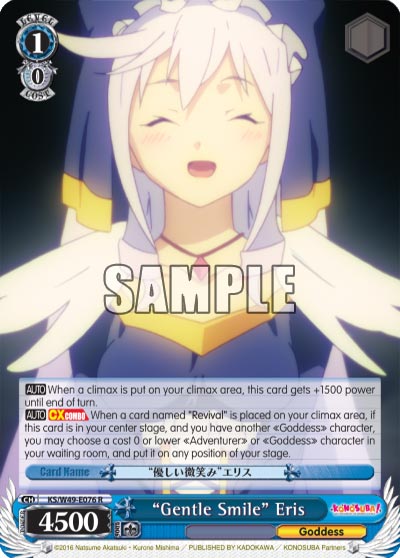 LEVEL
1
0
COST
SAMPLE
AUTO When a climax is put on your climax area, this card gets +1500 power
until end of turn.
AUTO CXCOMBO When a card named "Revival" is placed on your climax area, if
this card is in your center stage, and you have another «Goddess» character,
you may choose a cost 0 or lower «Adventurer» or «Goddess» character in
your waiting room, and put it on any position of your stage.
Card Name "優しい微笑み"エリス
CH KS/W49-E076 R
4500
"Gentle Smile" Eris
KONOSUBA!
Goddess
©2016 Natsume Akatsuki・Kurone Mishima / PUBLISHED BY KADOKAWA / KONOSUBA Partners